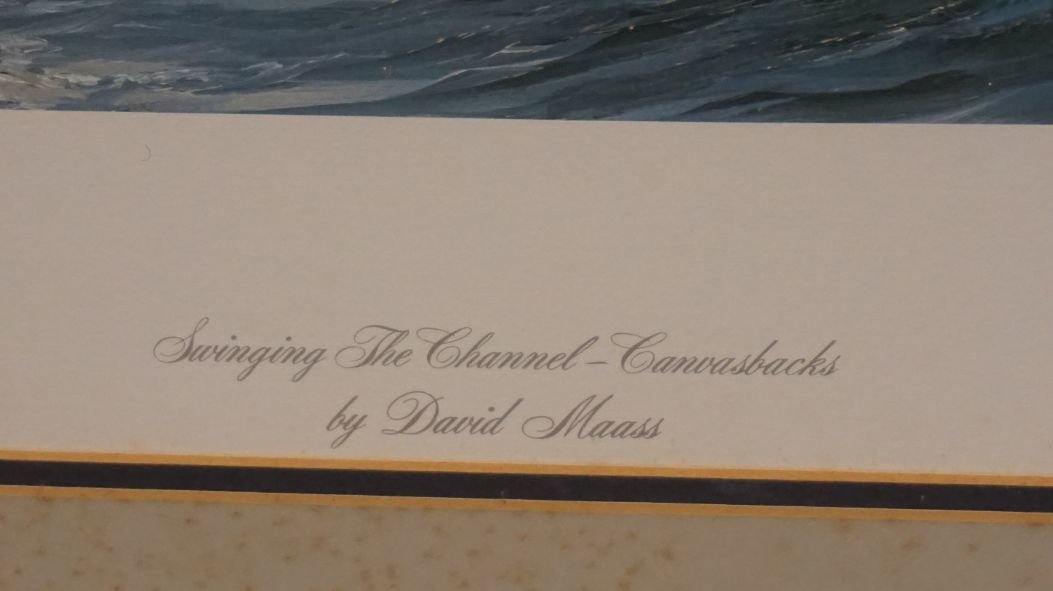 Swinging The Channel – Canvasbacks
by David Maass